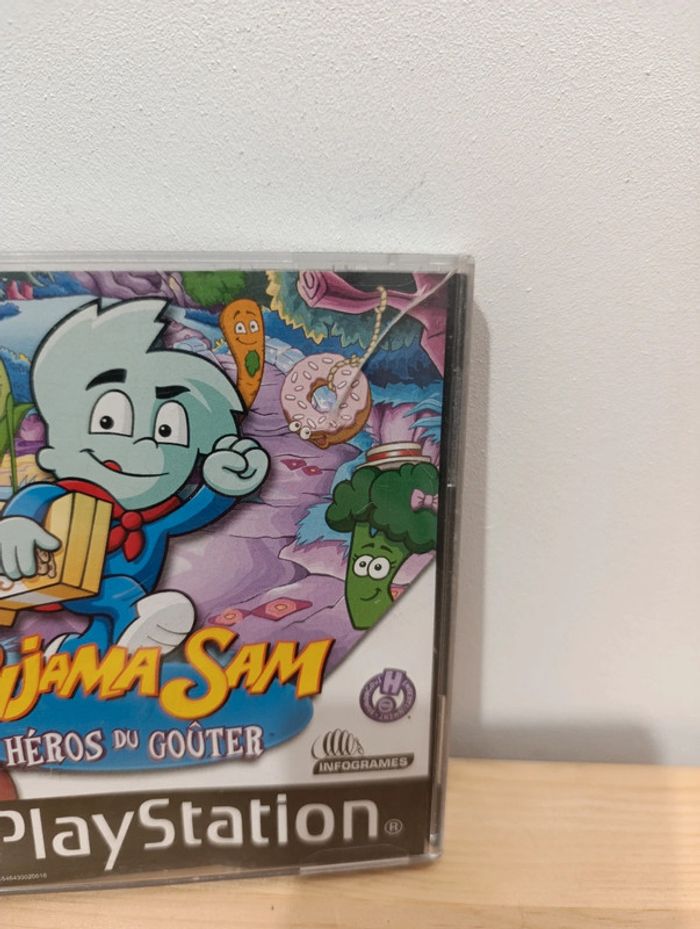 JAMA SAM
HÉROS DU GOÛTER
INFOGRAMES
PlayStation®